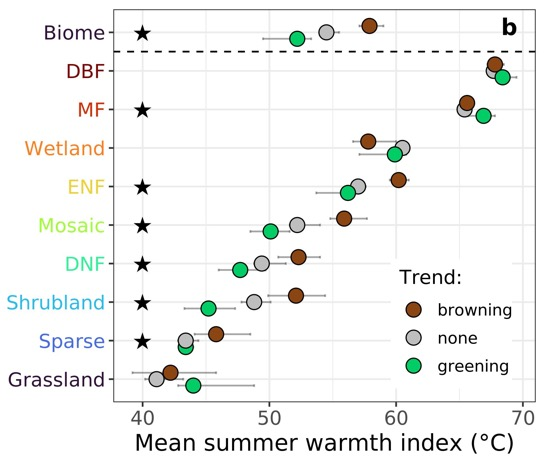 b
Biome
DBF
MF
Wetland
ENF
Mosaic
DNF
Shrubland
Sparse
Grassland
Trend:
browning
none
greening
40 50 60 70
Mean summer warmth index (°C)